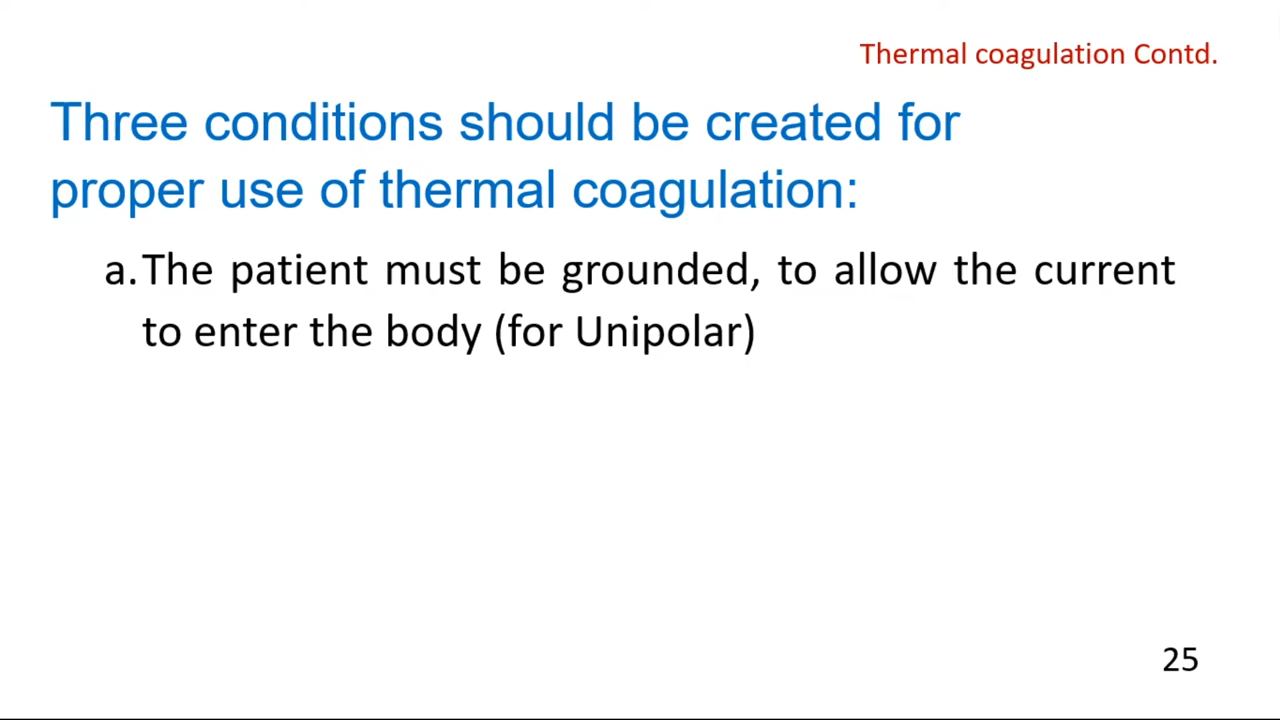 Thermal coagulation Contd.
Three conditions should be created for
proper use of thermal coagulation:
a. The patient must be grounded, to allow the current
to enter the body (for Unipolar)
25